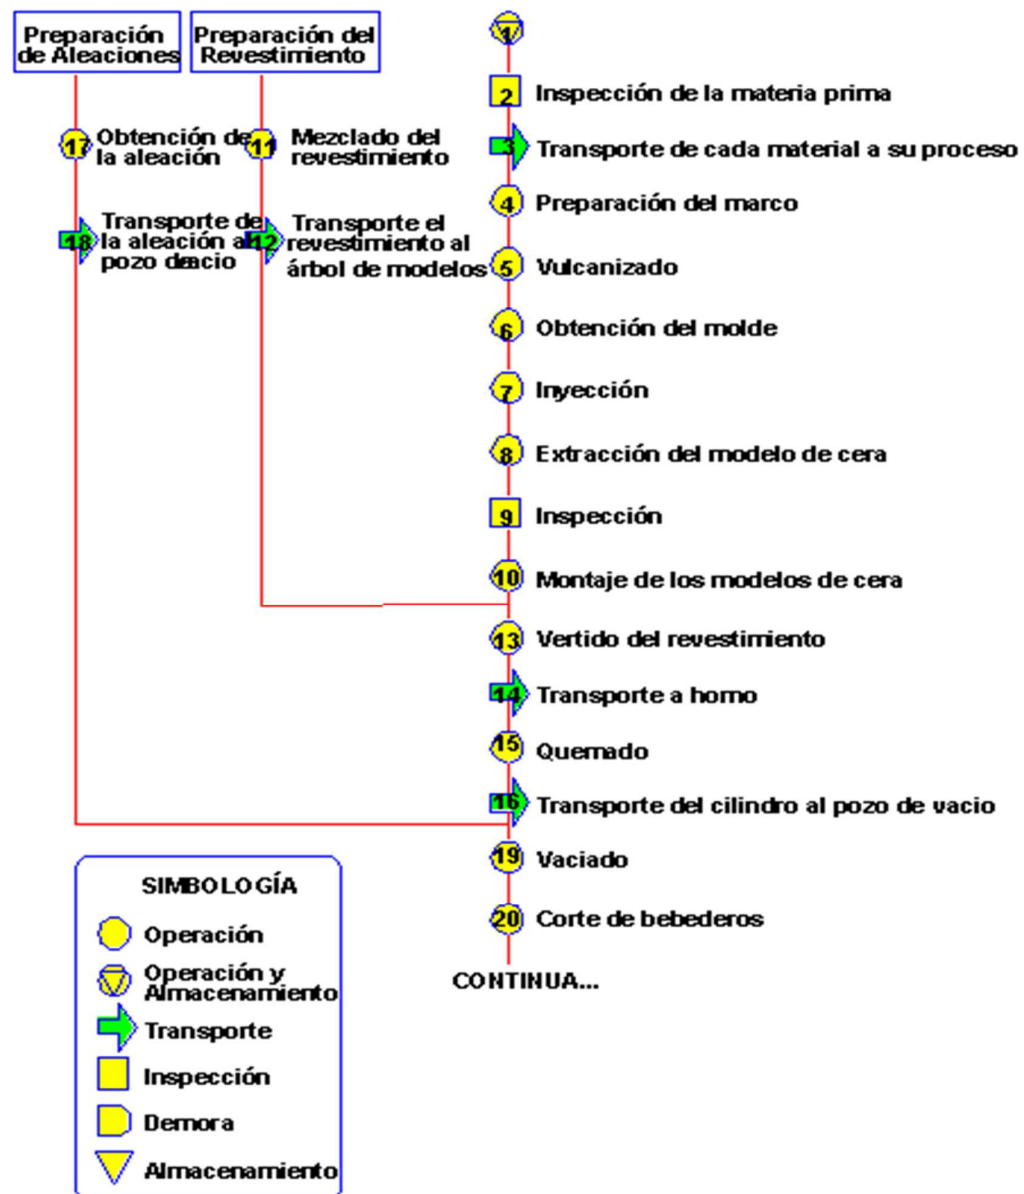 Preparación
de Aleaciones
Preparación del
Revestimiento
17
Obtención de
la aleación
18
Transporte de
la aleación al
pozo de
11
Mezclado del
revestimiento
12
Transporte el
revestimiento al
árbol de modelos
1
2 Inspección de la materia prima
3 Transporte de cada material a su proceso
4 Preparación del marco
5 Vulcanizado
6 Obtención del molde
7 Inyección
8 Extracción del modelo de cera
9 Inspección
10 Montaje de los modelos de cera
13 Vertido del revestimiento
14 Transporte a horno
15 Quemado
16 Transporte del cilindro al pozo de vacio
19 Vaciado
20 Corte de bebederos
CONTINUA...
SIMBOLOGÍA
Operación
Operación y
Almacenamiento
Transporte
Inspección
Demora
Almacenamiento